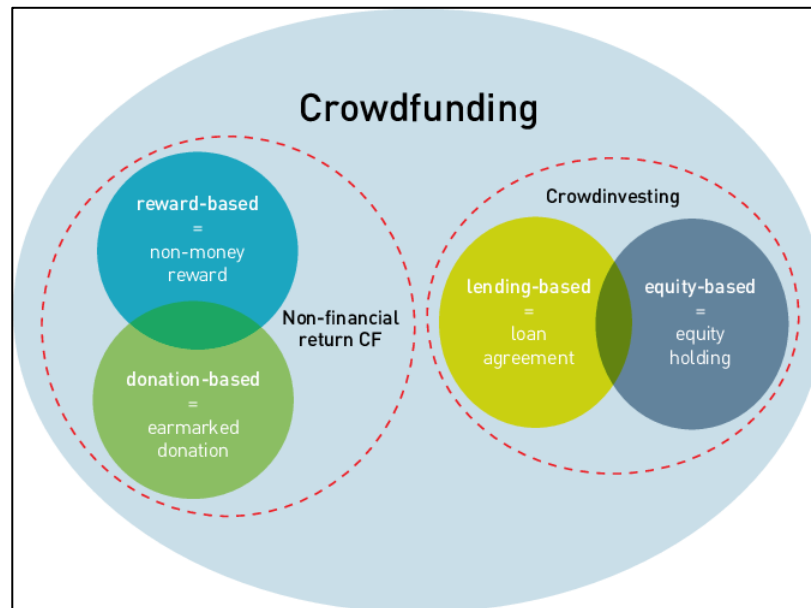 Crowdfunding
reward-based
=
non-money
reward
donation-based
=
earmarked
donation
Non-financial
return CF
Crowdinvesting
lending-based
=
loan
agreement
equity-based
=
equity
holding